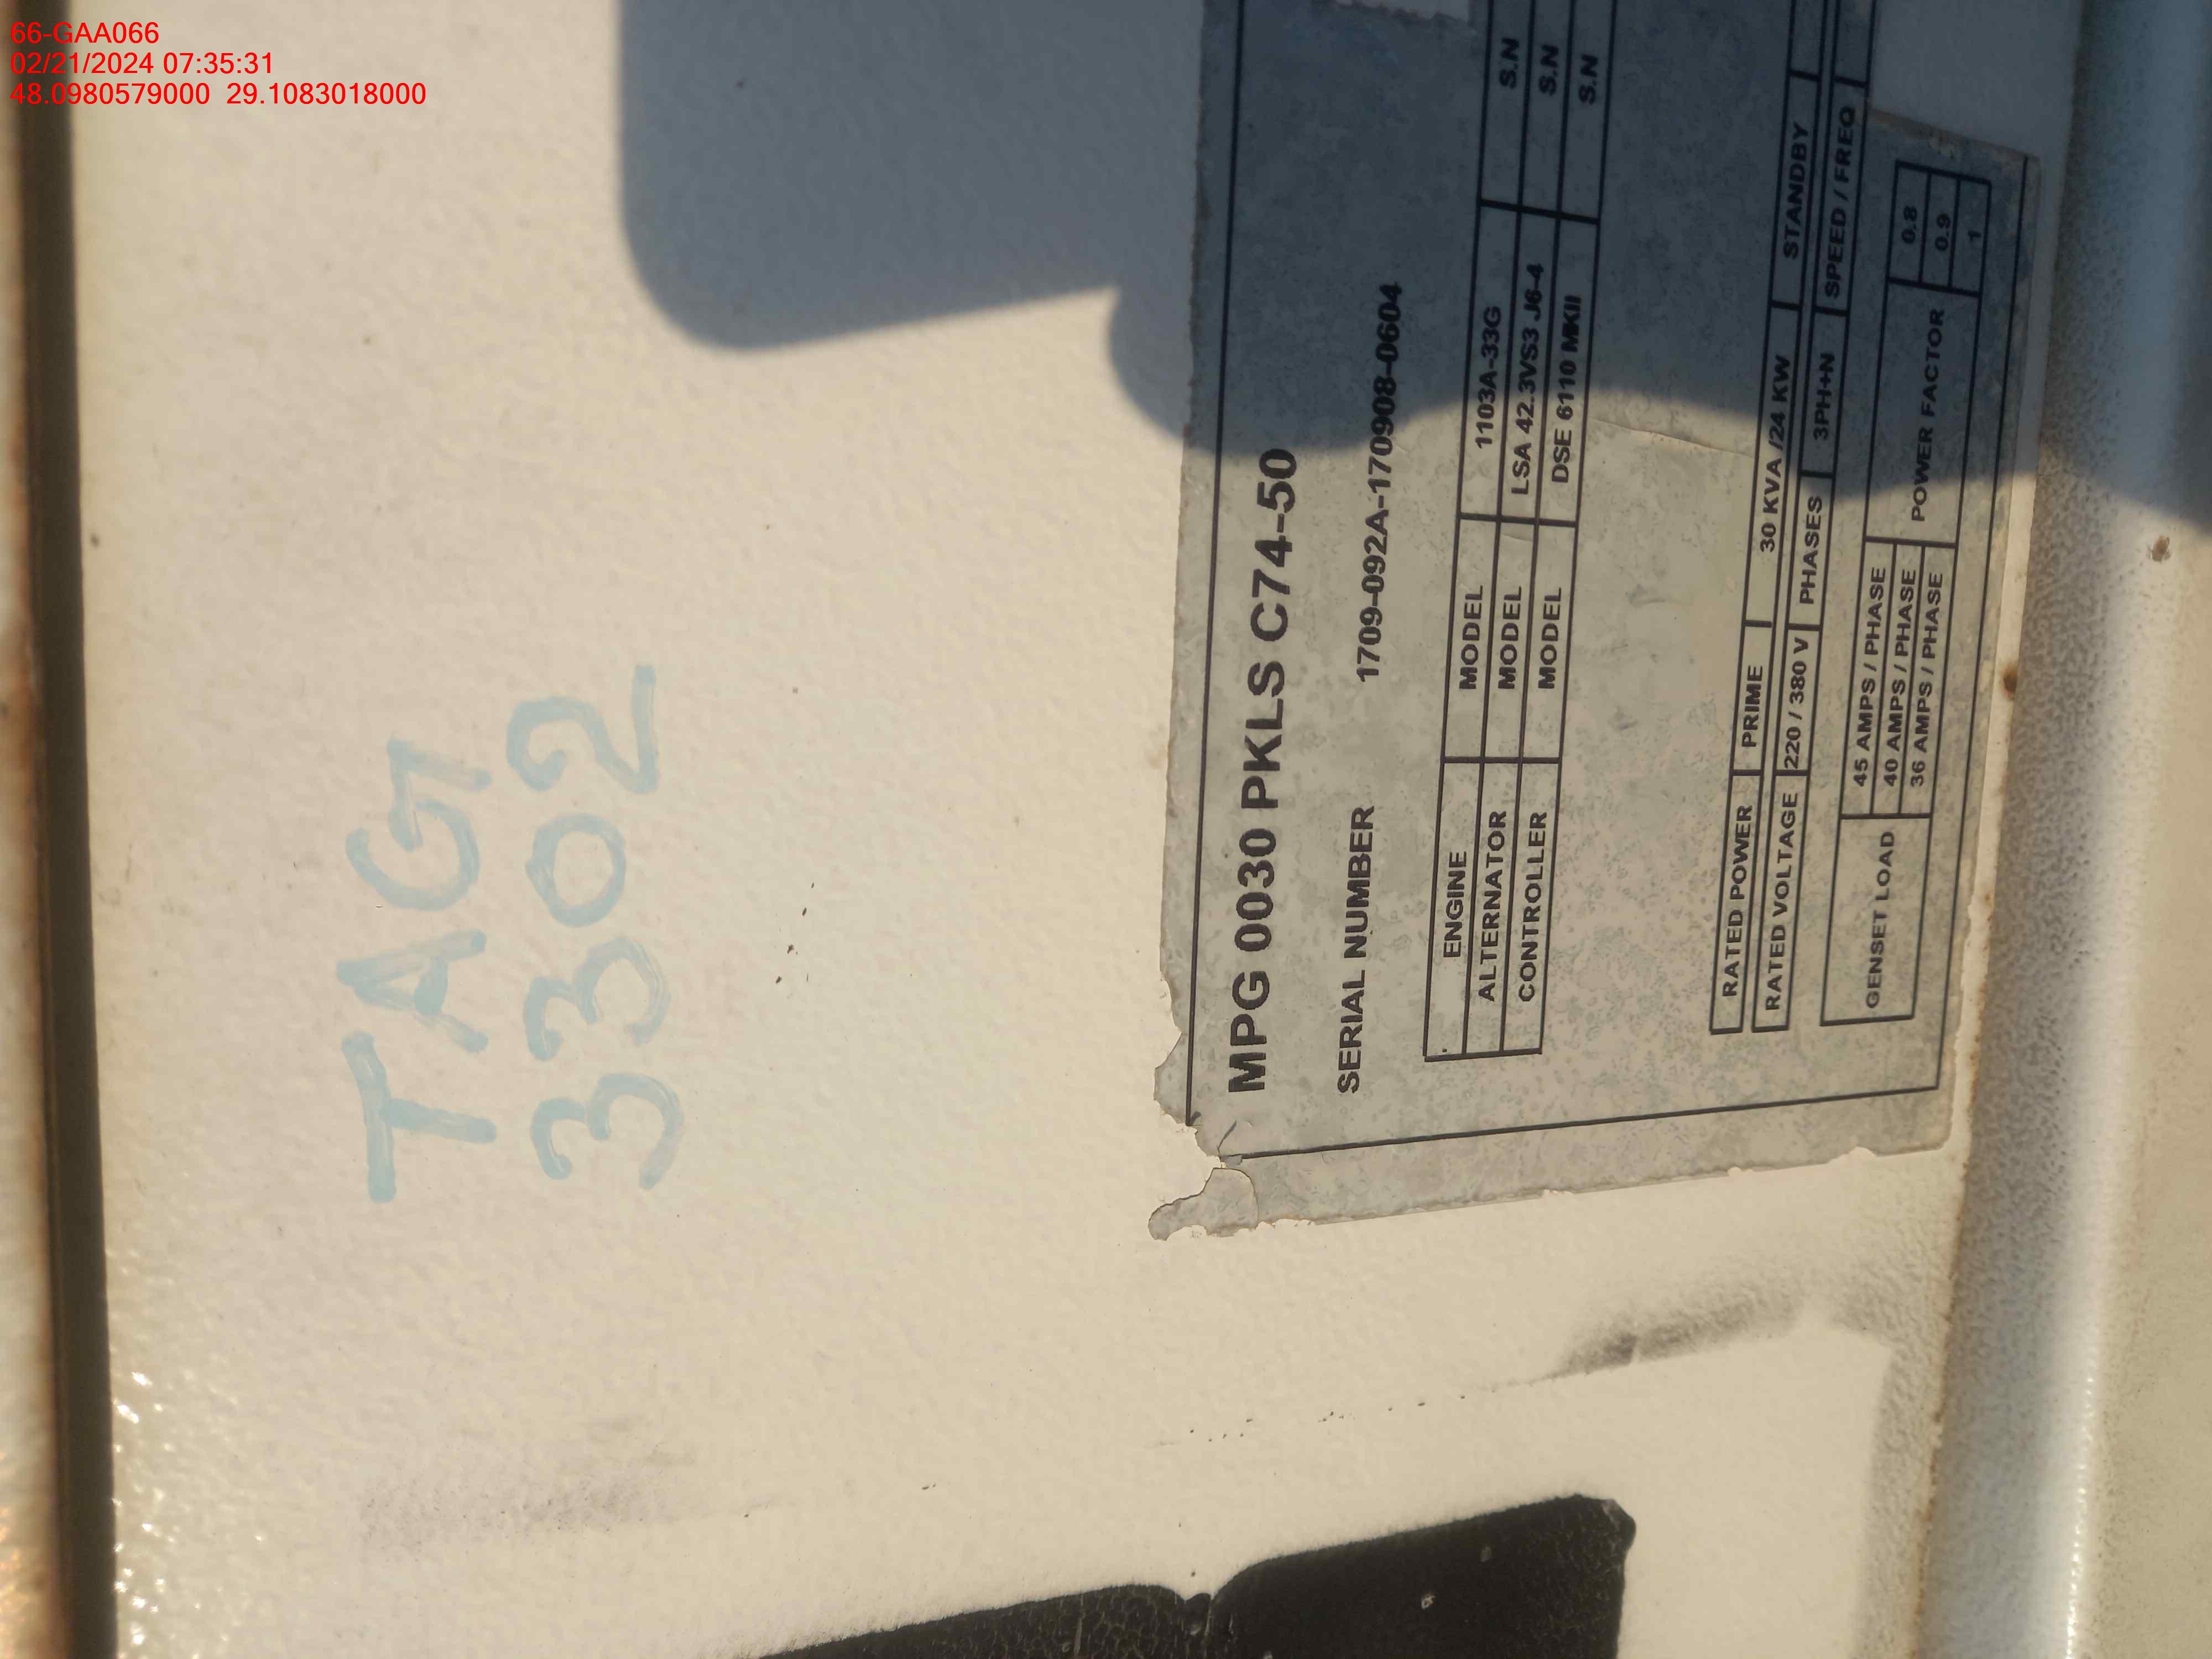 66-GAA066
02/21/2024 07:35:31
48.0980579000 29.1083018000
TAG
3302
MPG 0030 PKLS C74-50
SERIAL NUMBER 1709-092A-170908-0604
ENGINE MODEL 1103A-33G S.N
ALTERNATOR MODEL LSA 42.3VS3 J6-4 S.N
CONTROLLER MODEL DSE 6110 MKII S.N
RATED POWER PRIME 30 KVA /24 KW STANDBY
RATED VOLTAGE 220 / 380 V PHASES 3PH+N SPEED / FREQ
GENSET LOAD 45 AMPS / PHASE POWER FACTOR 0.8
40 AMPS / PHASE 0.9
36 AMPS / PHASE 1